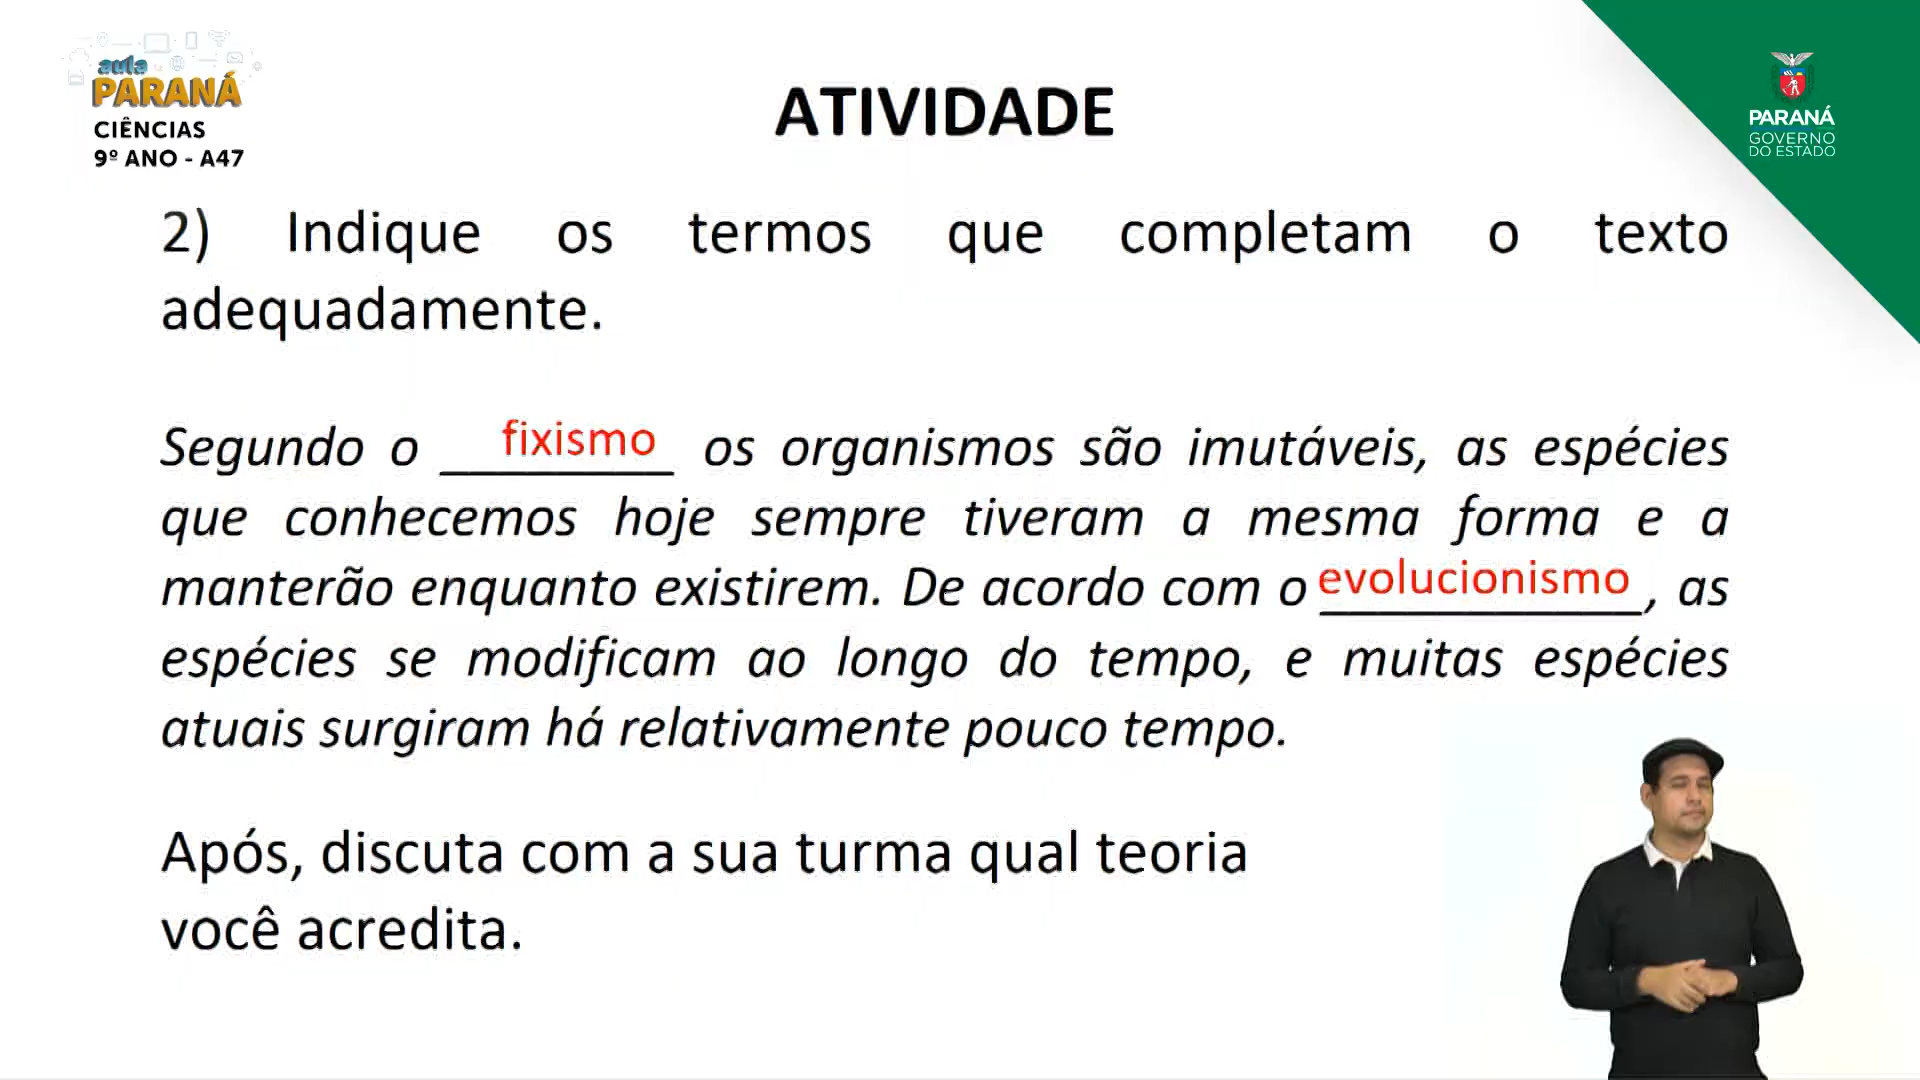 aula
PARANÁ
CIÊNCIAS
9º ANO - A47
ATIVIDADE
PARANÁ
GOVERNO
DO ESTADO
2) Indique os termos que completam o texto
adequadamente.
Segundo o fixismo os organismos são imutáveis, as espécies
que conhecemos hoje sempre tiveram a mesma forma e a
manterão enquanto existirem. De acordo com o evolucionismo, as
espécies se modificam ao longo do tempo, e muitas espécies
atuais surgiram há relativamente pouco tempo.
Após, discuta com a sua turma qual teoria
você acredita.